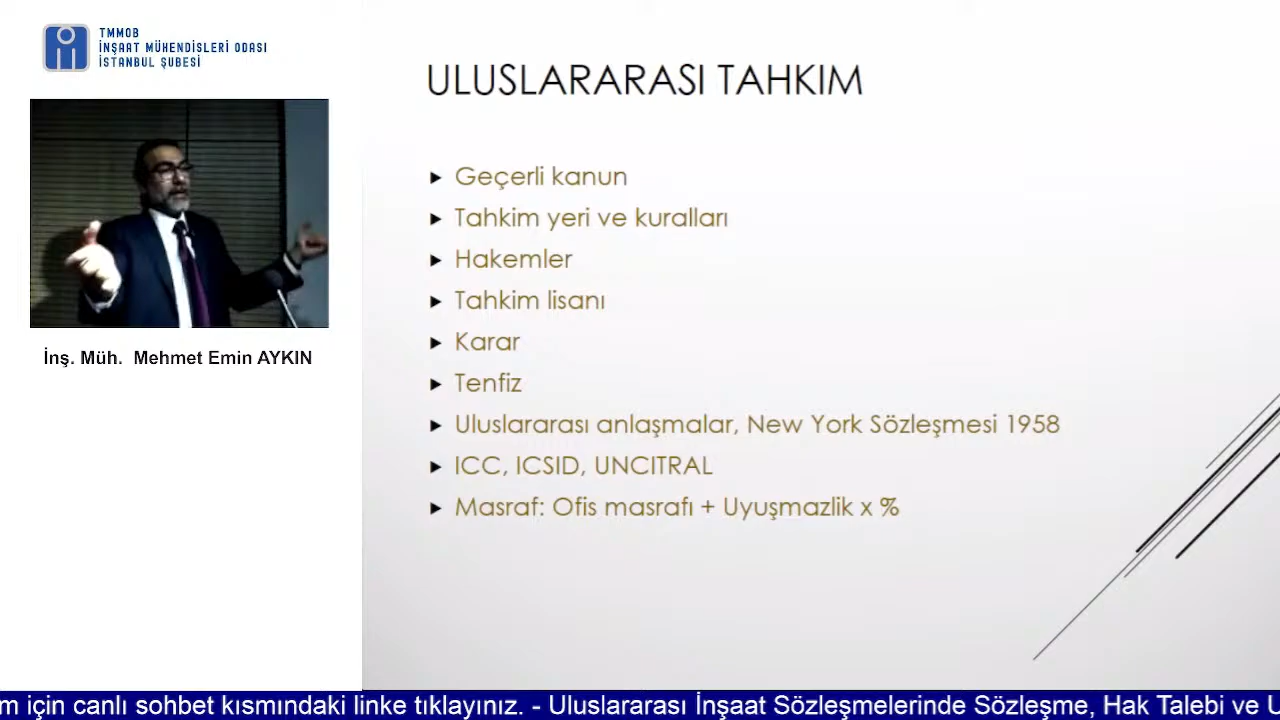 TMMOB
İNŞAAT MÜHENDİSLERİ ODASI
İSTANBUL ŞUBESİ
İnş. Müh. Mehmet Emin AYKIN
ULUSLARARASI TAHKIM
Geçerli kanun
Tahkim yeri ve kuralları
Hakemler
Tahkim lisanı
Karar
Tenfiz
Uluslararası anlaşmalar, New York Sözleşmesi 1958
ICC, ICSID, UNCITRAL
Masraf: Ofis masrafı + Uyuşmazlik x %
m için canlı sohbet kısmındaki linke tıklayınız. - Uluslararası İnşaat Sözleşmelerinde Sözleşme, Hak Talebi ve U